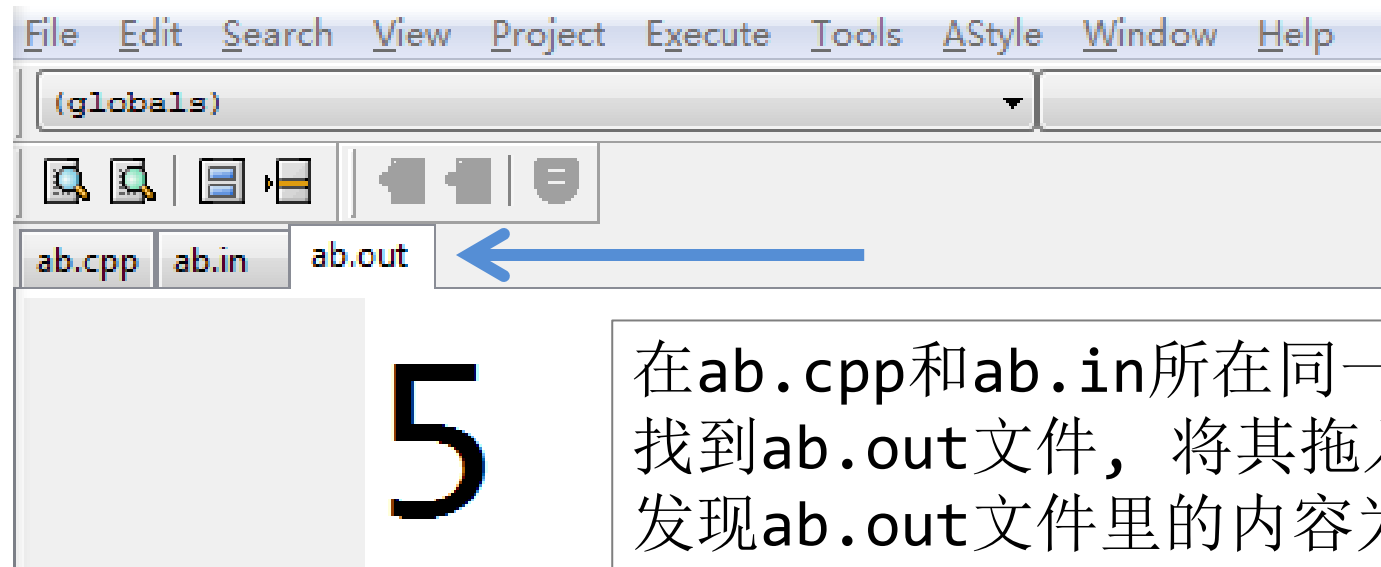 File Edit Search View Project Execute Tools AStyle Window Help
(globals)
ab.cpp ab.in ab.out
5
在ab.cpp和ab.in所在同一
找到ab.out文件, 将其拖
发现ab.out文件里的内容